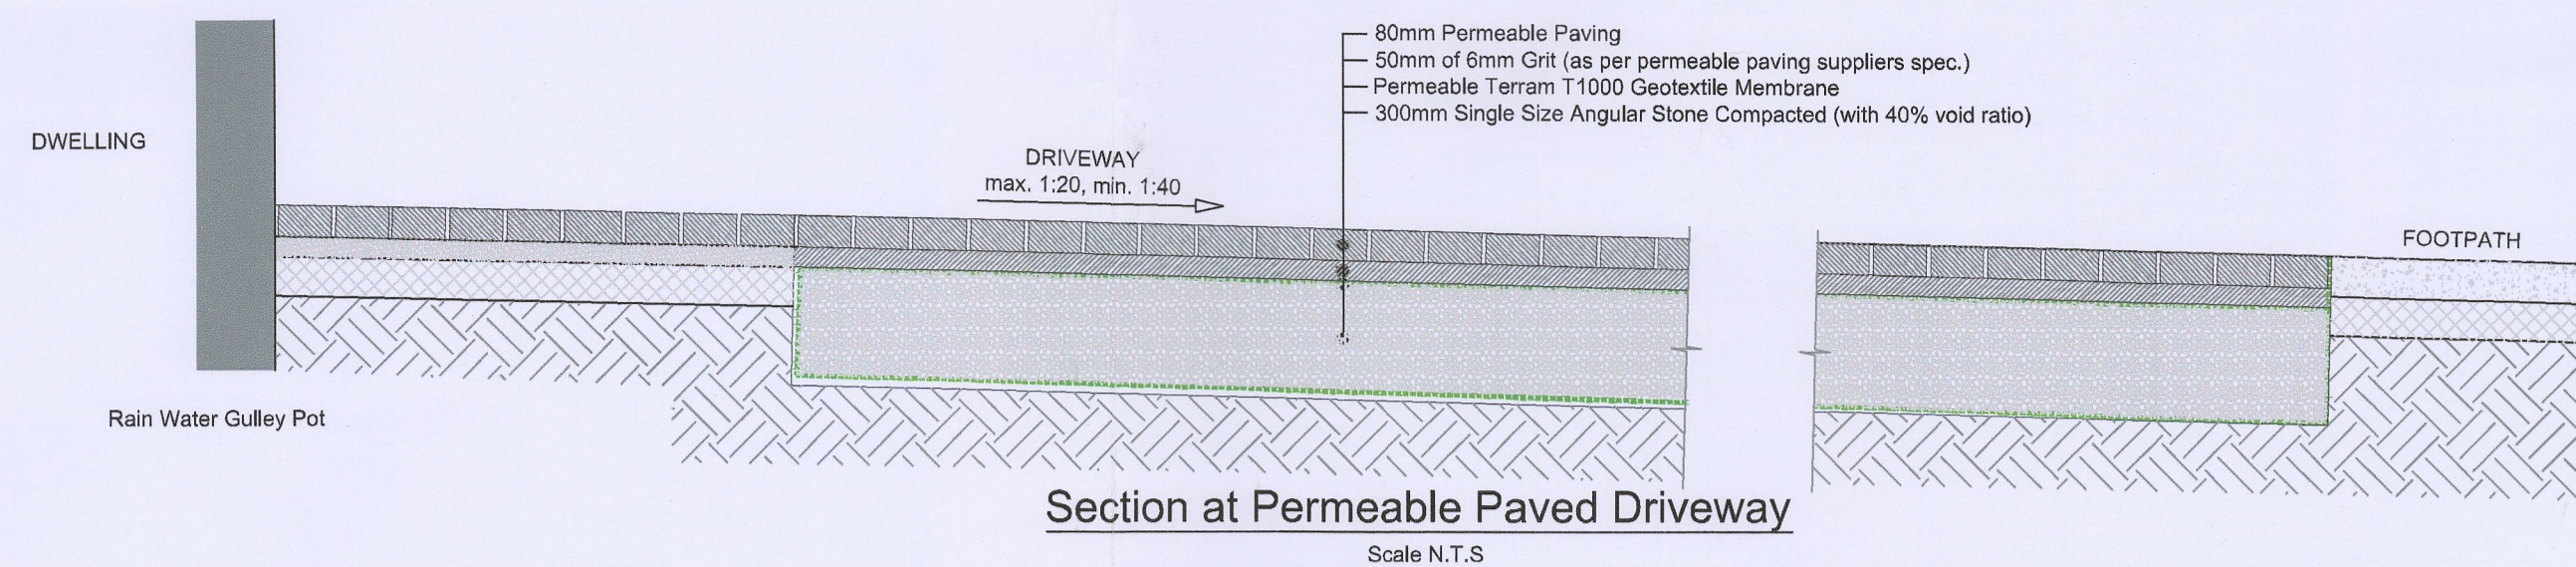 80mm Permeable Paving
50mm of 6mm Grit (as per permeable paving suppliers spec.)
Permeable Terram T1000 Geotextile Membrane
300mm Single Size Angular Stone Compacted (with 40% void ratio)
DWELLING
DRIVEWAY
max. 1:20, min. 1:40
FOOTPATH
Rain Water Gulley Pot
Section at Permeable Paved Driveway
Scale N.T.S